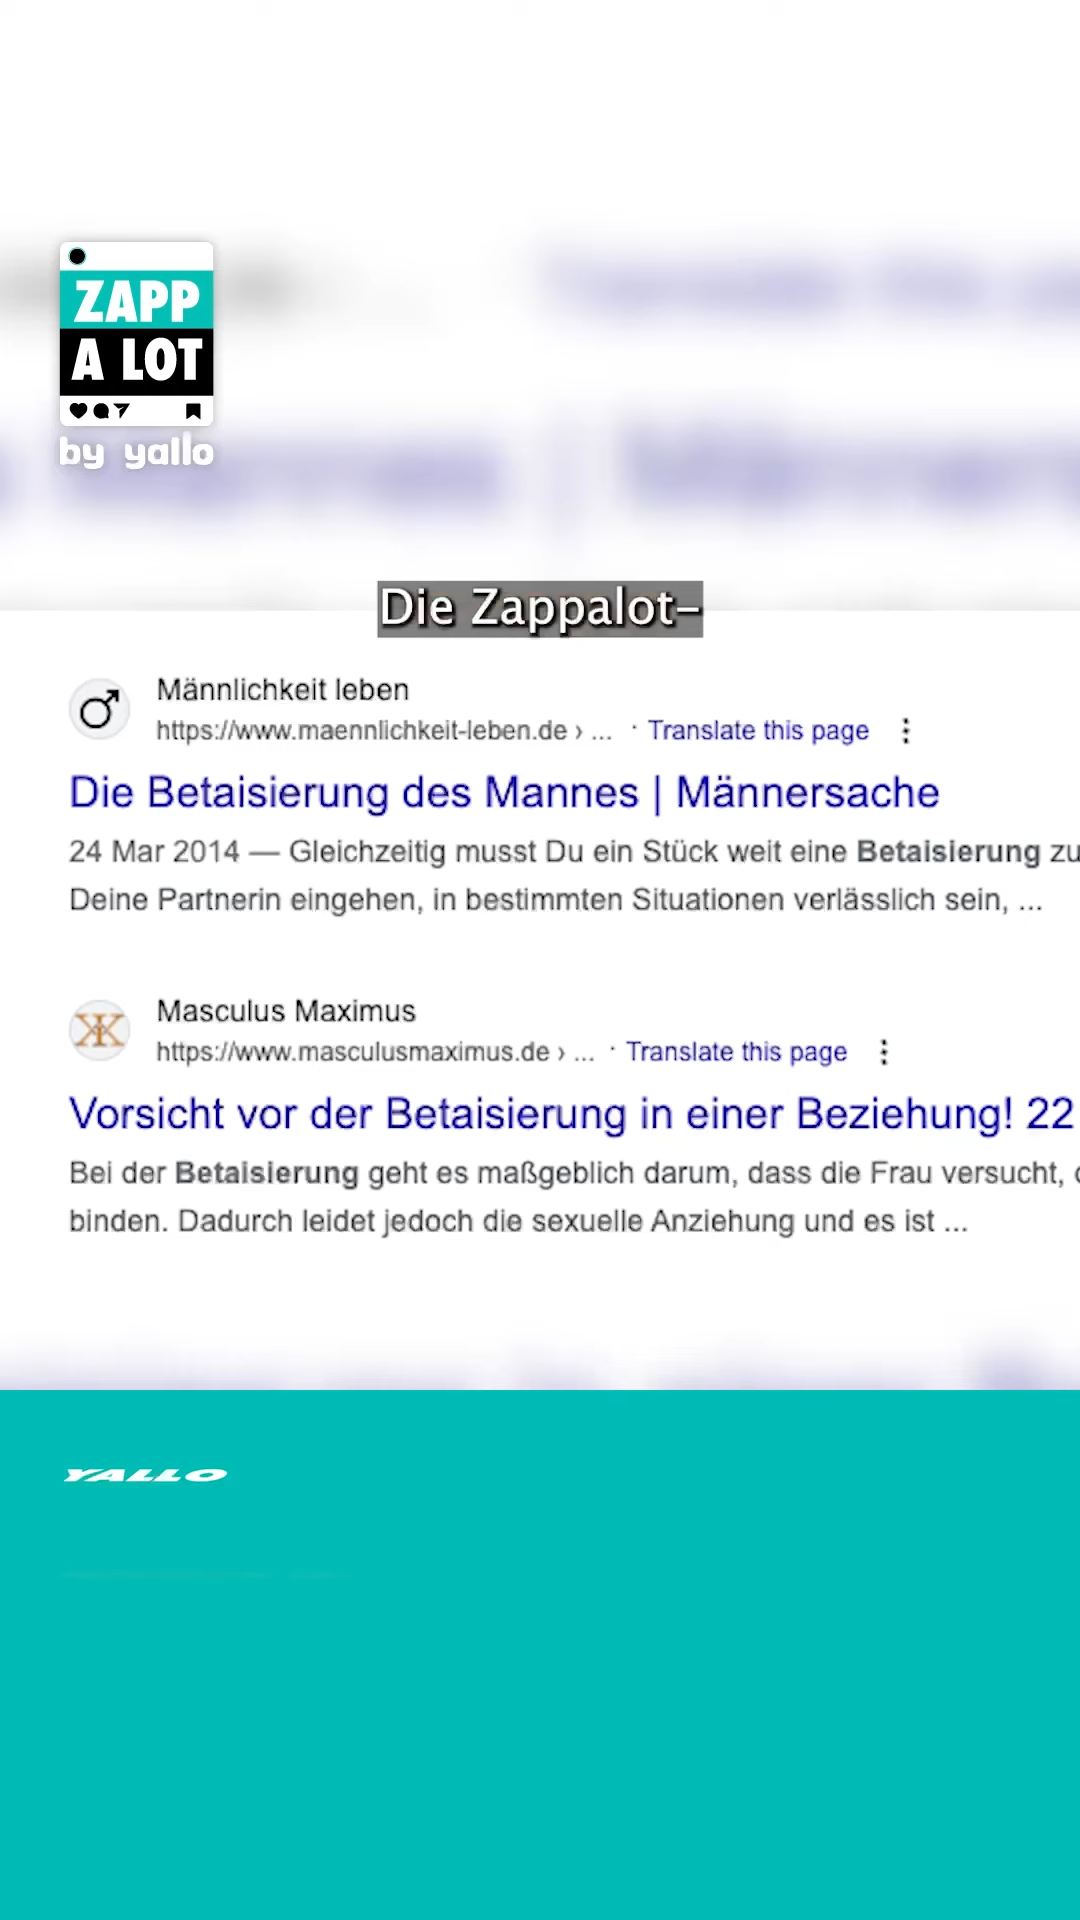 ZAPP
A LOT
by yallo
Die Zappalot-
Männlichkeit leben
https://www.maennlichkeit-leben.de › ... · Translate this page
Die Betaisierung des Mannes | Männersache
24 Mar 2014 — Gleichzeitig musst Du ein Stück weit eine Betaisierung zu
Deine Partnerin eingehen, in bestimmten Situationen verlässlich sein, ...
Masculus Maximus
https://www.masculusmaximus.de › ... · Translate this page
Vorsicht vor der Betaisierung in einer Beziehung! 22
Bei der Betaisierung geht es maßgeblich darum, dass die Frau versucht,
binden. Dadurch leidet jedoch die sexuelle Anziehung und es ist ...
YALLO